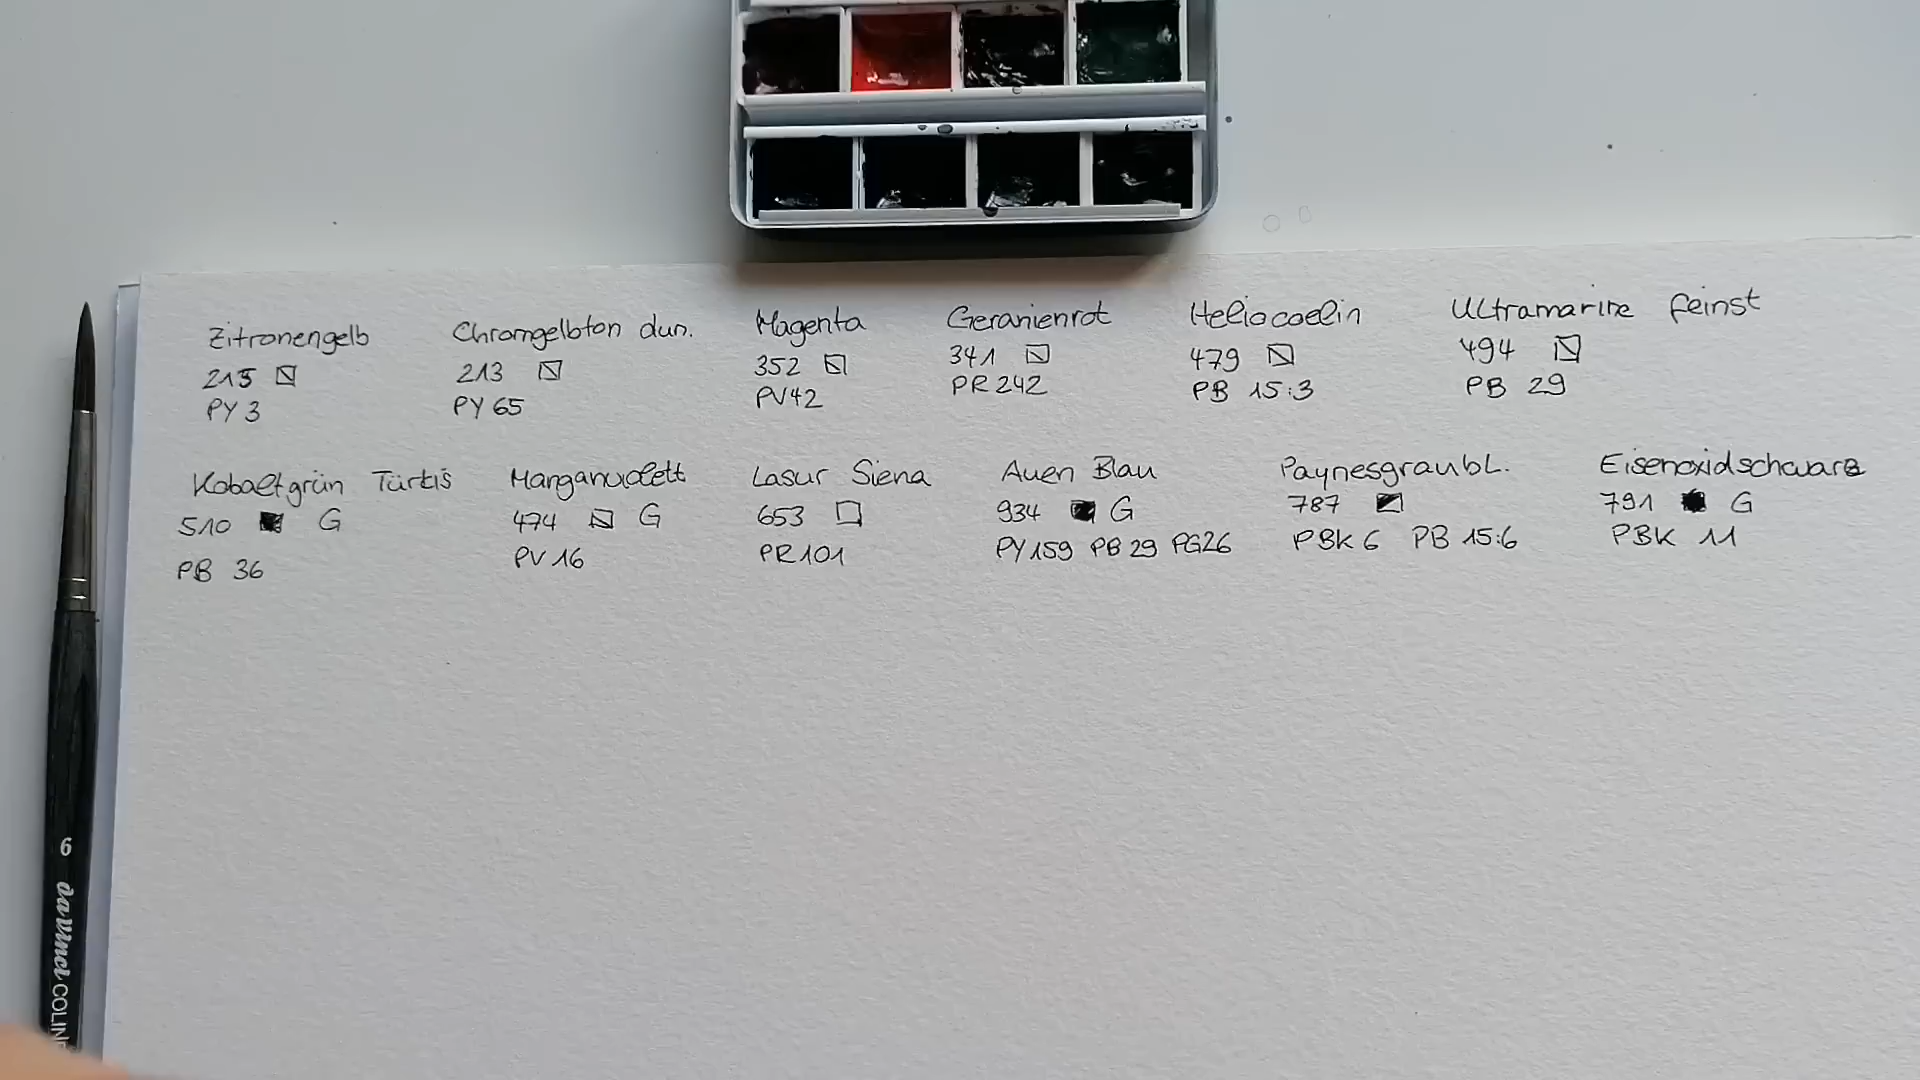 Zitronengelb
215
PY 3
Chromgelbton dun.
213
PY 65
Magenta
352
PV42
Geranienrot
341
PR 242
Heliocoelin
479
PB 15:3
Ultramarine feinst
494
PB 29
Kobaltgrün Türkis
510 G
PB 36
Manganviolett
474 G
PV 16
Lasur Siena
653
PR101
Auen Blau
934 G
PY159 PB 29 PG26
Paynesgraubl.
787
PBk 6 PB 15:6
Eisenoxidschwarz
791 G
PBK 11
6 da Vinci COLIN